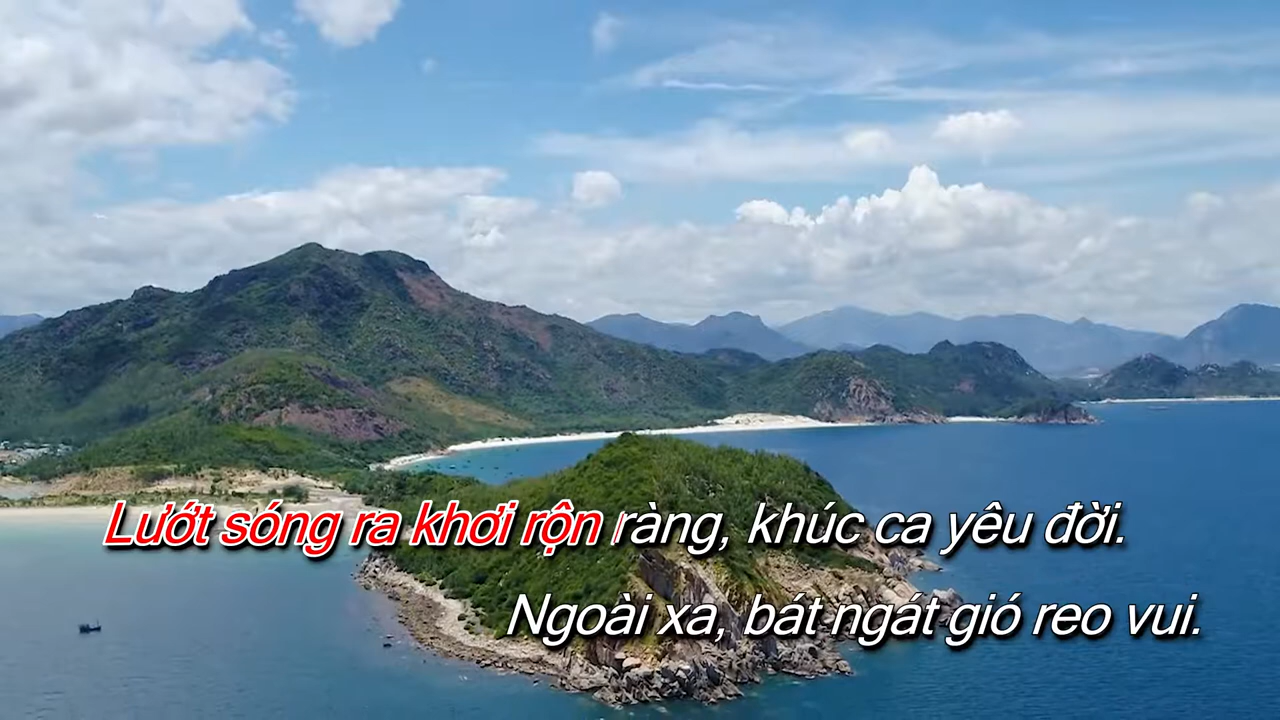 Lướt sóng ra khơi rộn ràng, khúc ca yêu đời.
Ngoài xa, bát ngát gió reo vui.